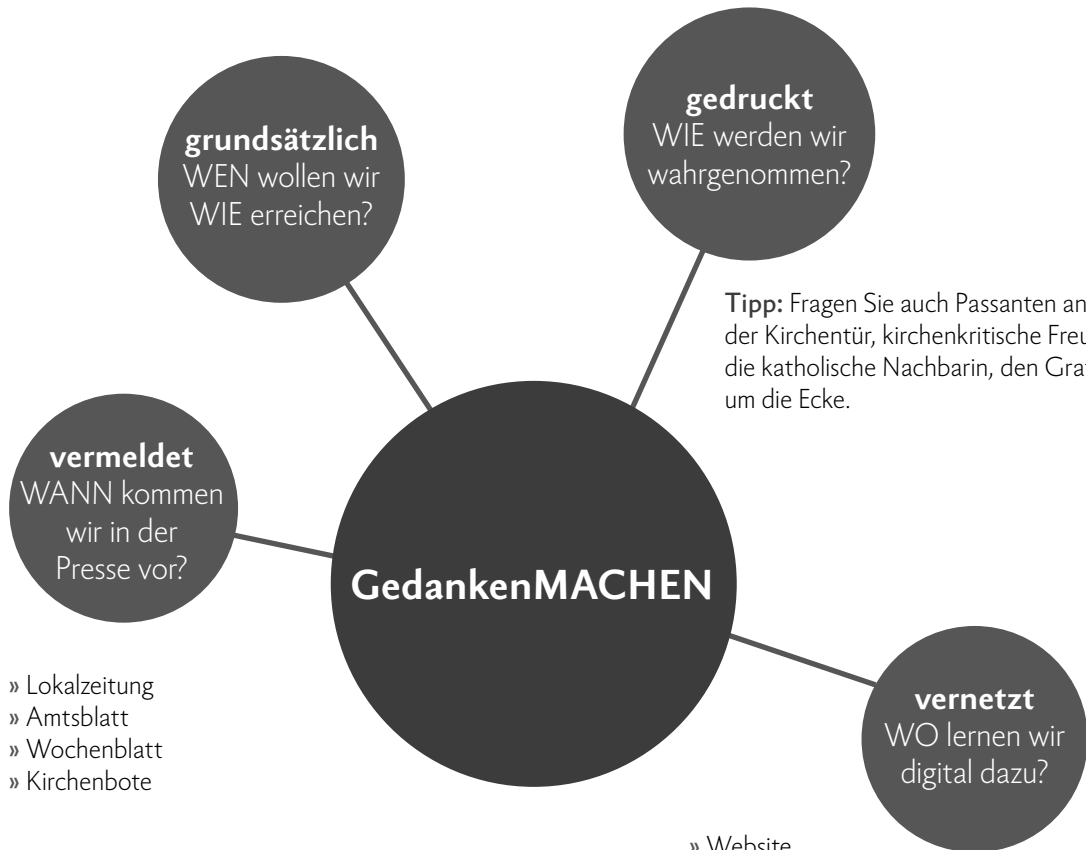 grundsätzlich
WEN wollen wir
WIE erreichen?
gedruckt
WIE werden wir
wahrgenommen?
Tipp: Fragen Sie auch Passanten an
der Kirchentür, kirchenkritische
die katholische Nachbarin, den
um die Ecke.
vermeldet
WANN kommen
wir in der
Presse vor?
GedankenMACHEN
» Lokalzeitung
» Amtsblatt
» Wochenblatt
» Kirchenbote
vernetzt
WO lernen wir
digital dazu?
» Website